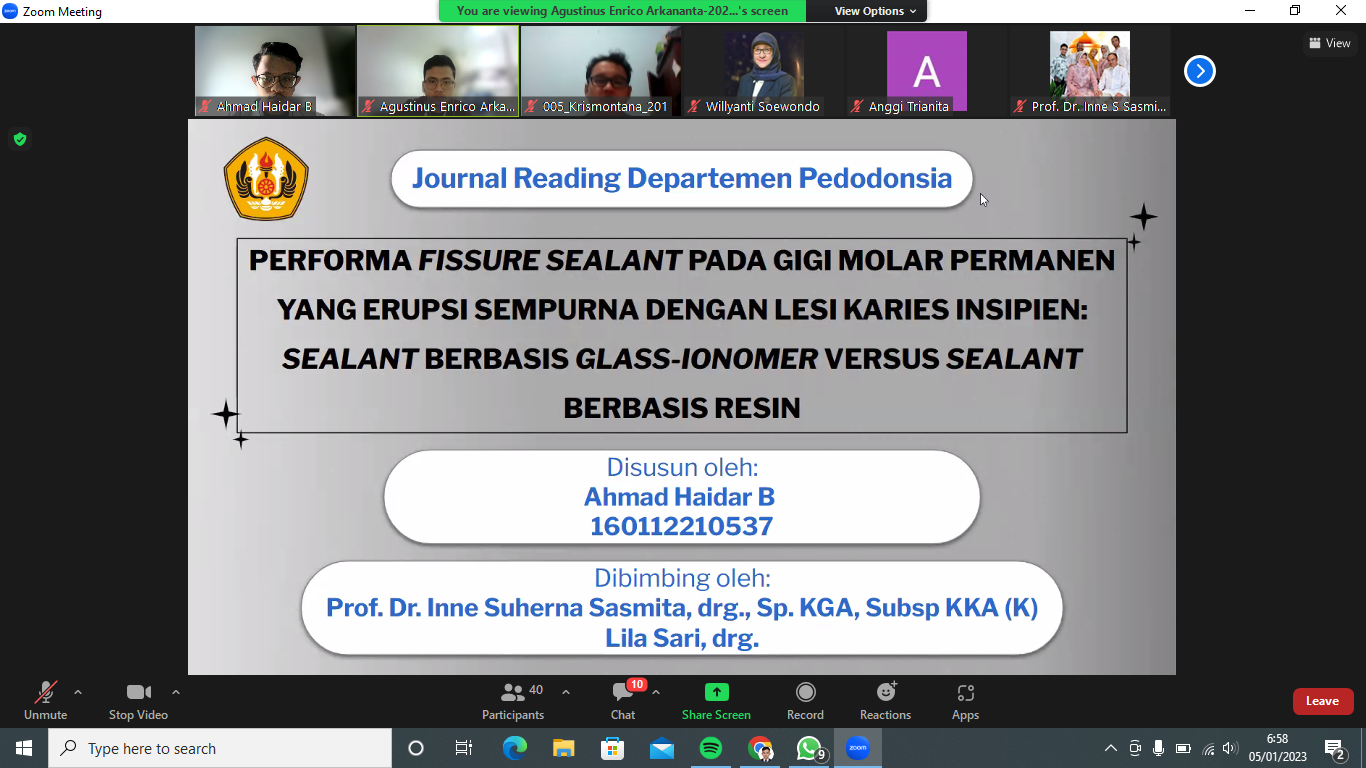 Zoom Meeting
You are viewing Agustinus Enrico Arkananta-202...'s screen
View Options
View
Ahmad Haidar B
Agustinus Enrico Arka...
005_Krismontana_201
Willyanti Soewondo
A
Anggi Trianita
Prof. Dr. Inne S Sasmi...
Journal Reading Departemen Pedodonsia
PERFORMA FISSURE SEALANT PADA GIGI MOLAR PERMANEN
YANG ERUPSI SEMPURNA DENGAN LESI KARIES INSIPIEN:
SEALANT BERBASIS GLASS-IONOMER VERSUS SEALANT
BERBASIS RESIN
Disusun oleh:
Ahmad Haidar B
160112210537
Dibimbing oleh:
Prof. Dr. Inne Suherna Sasmita, drg., Sp. KGA, Subsp KKA (K)
Lila Sari, drg.
Unmute
Stop Video
40
Participants
10
Chat
Share Screen
Record
Reactions
Apps
Leave
Type here to search
9
zoom
6:58
05/01/2023
2